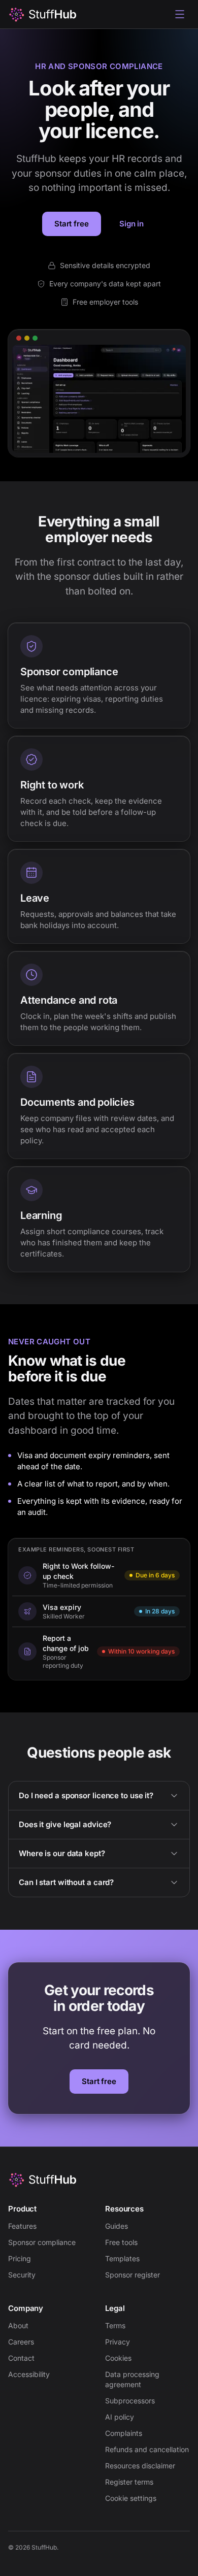 StuffHub
HR AND SPONSOR COMPLIANCE
Look after your
people, and
your licence.
StuffHub keeps your HR records and
your sponsor duties in one calm place,
so nothing important is missed.
Start free
Sign in
Sensitive details encrypted
Every company's data kept apart
Free employer tools
Dashboard
Everything a small
employer needs
From the first contract to the last day,
with the sponsor duties built in rather
than bolted on.
Sponsor compliance
See what needs attention across your
licence: expiring visas, reporting duties
and missing records.
Right to work
Record each check, keep the evidence
with it, and be told before a follow-up
check is due.
Leave
Requests, approvals and balances that take
bank holidays into account.
Attendance and rota
Clock in, plan the week's shifts and publish
them to the people working them.
Documents and policies
Keep company files with review dates, and
see who has read and accepted each
policy.
Learning
Assign short compliance courses, track
who has finished them and keep the
certificates.
NEVER CAUGHT OUT
Know what is due
before it is due
Dates that matter are tracked for you
and brought to the top of your
dashboard in good time.
Visa and document expiry reminders, sent
ahead of the date.
A clear list of what to report, and by when.
Everything is kept with its evidence, ready for
an audit.
EXAMPLE REMINDERS, SOONEST FIRST
Right to Work follow-
up check
Time-limited permission
Due in 6 days
Visa expiry
Skilled Worker
In 28 days
Report a
change of job
Sponsor
reporting duty
Within 10 working days
Questions people ask
Do I need a sponsor licence to use it?
Does it give legal advice?
Where is our data kept?
Can I start without a card?
Get your records
in order today
Start on the free plan. No
card needed.
Start free
StuffHub
Product
Features
Sponsor compliance
Pricing
Security
Resources
Guides
Free tools
Templates
Sponsor register
Company
About
Careers
Contact
Accessibility
Legal
Terms
Privacy
Cookies
Data processing
agreement
Subprocessors
AI policy
Complaints
Refunds and cancellation
Resources disclaimer
Register terms
Cookie settings
© 2026 StuffHub.